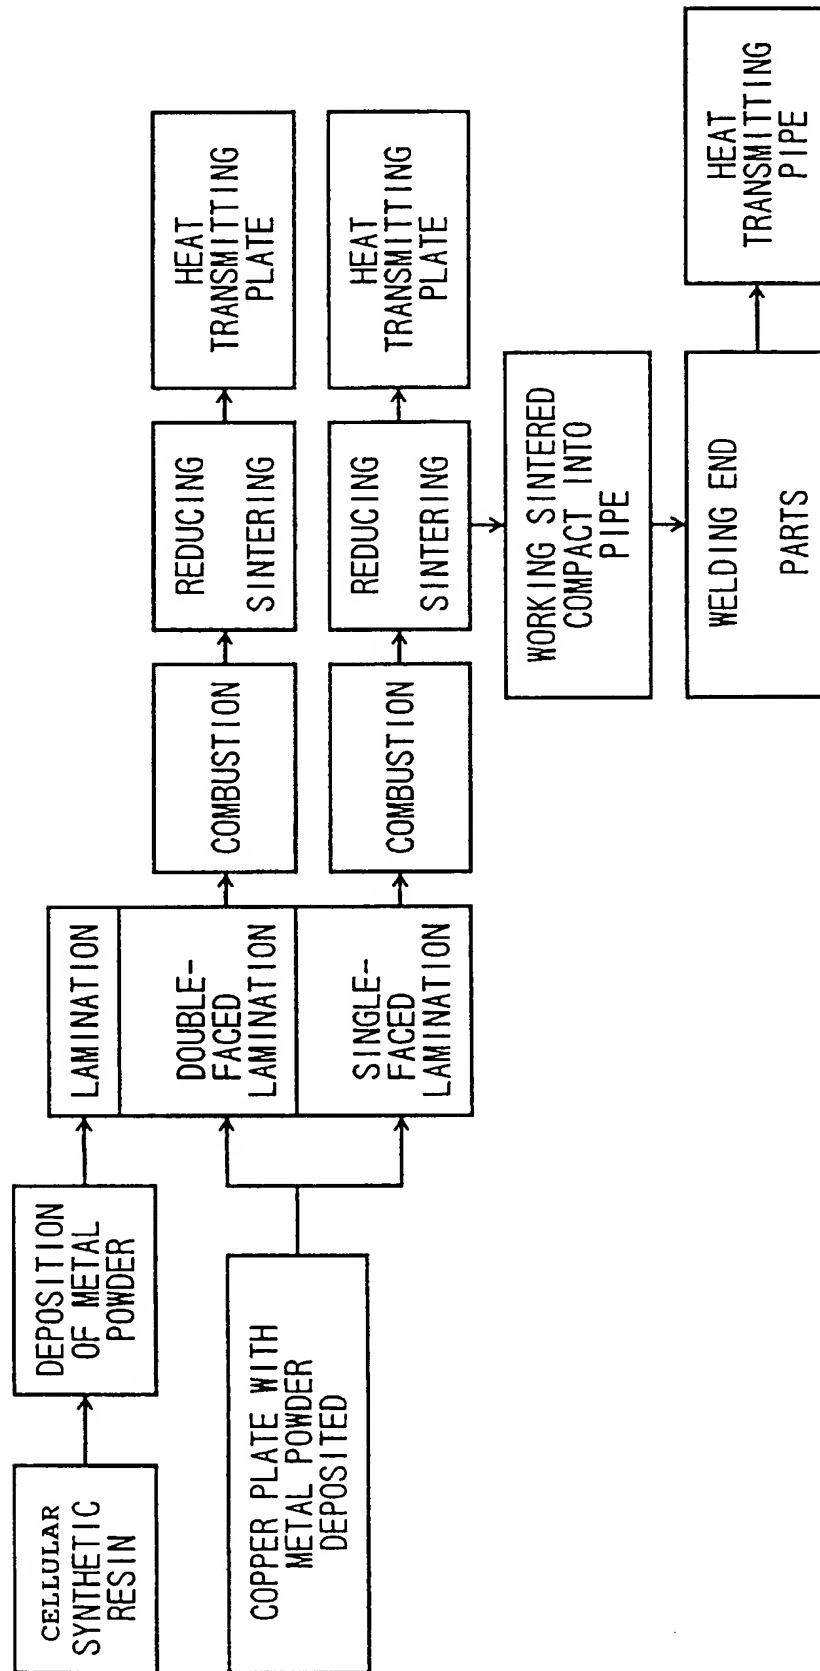 CELLULAR
SYNTHETIC
RESIN
DEPOSITION
OF METAL
POWDER
COPPER PLATE WITH
METAL POWDER
DEPOSITED
LAMINATION
DOUBLE-
FACED
LAMINATION
SINGLE-
FACED
LAMINATION
COMBUSTION
REDUCING
SINTERING
HEAT
TRANSMITTING
PLATE
COMBUSTION
REDUCING
SINTERING
HEAT
TRANSMITTING
PLATE
WORKING SINTERED
COMPACT INTO
PIPE
WELDING END
PARTS
HEAT
TRANSMITTING
PIPE